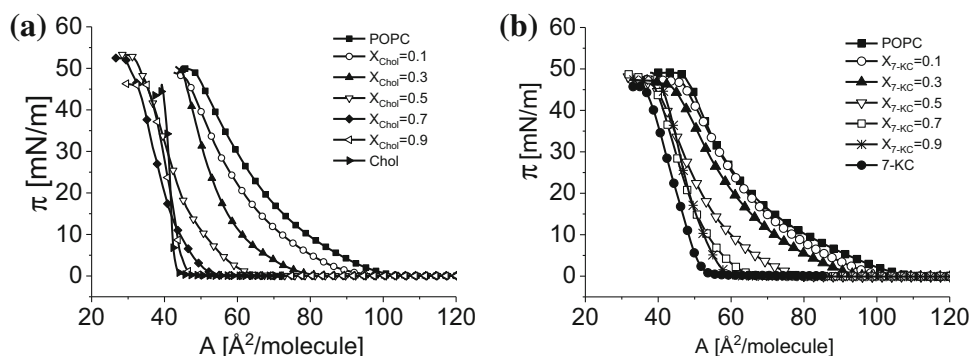 (a)
π [mN/m]
60
50
40
30
20
10
0
20 40 60 80 100 120
A [Å²/molecule]
POPC
X_Chol=0.1
X_Chol=0.3
X_Chol=0.5
X_Chol=0.7
X_Chol=0.9
Chol
(b)
π [mN/m]
60
50
40
30
20
10
0
20 40 60 80 100 120
A [Å²/molecule]
POPC
X_7-KC=0.1
X_7-KC=0.3
X_7-KC=0.5
X_7-KC=0.7
X_7-KC=0.9
7-KC